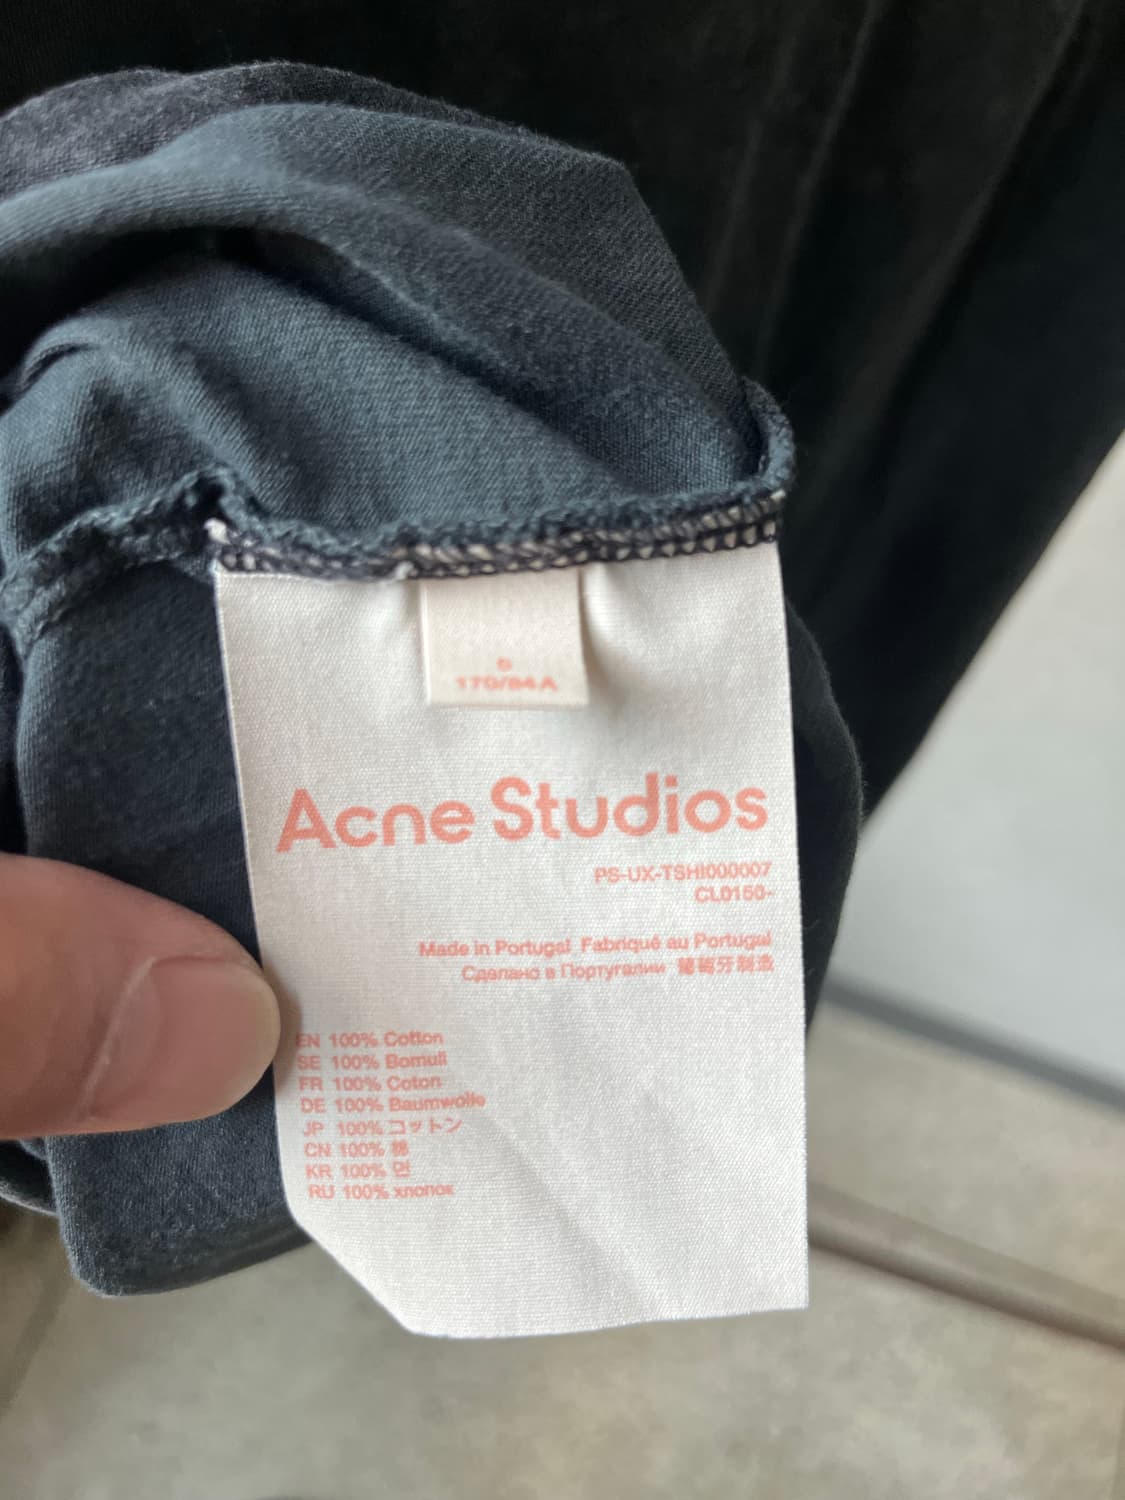 S
170/84A
Acne Studios
PS-UX-TSHI000007
CL0150-
Made in Portugal Fabriqué au Portugal
Сделано в Португалии 葡萄牙制造
EN 100% Cotton
SE 100% Bomull
FR 100% Coton
DE 100% Baumwolle
JP 100% コットン
CN 100% 棉
KR 100% 면
RU 100% хлопок